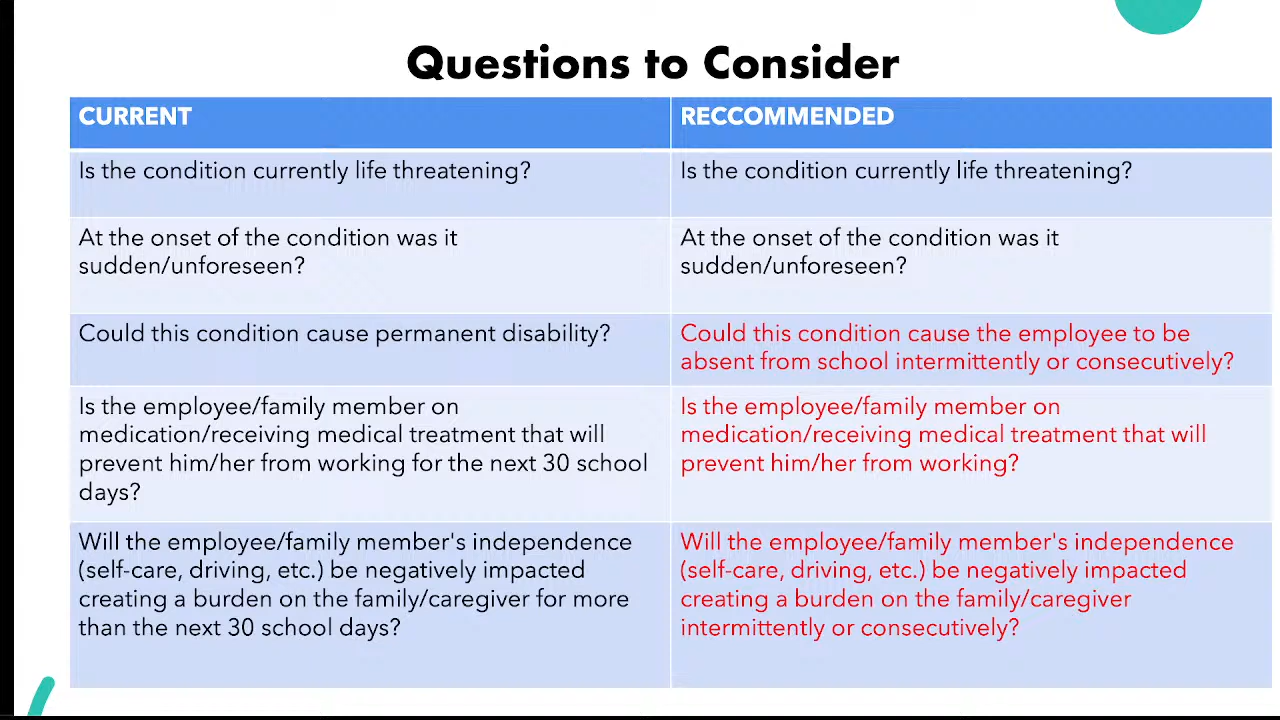 Questions to Consider
CURRENT
RECCOMMENDED
Is the condition currently life threatening?
Is the condition currently life threatening?
At the onset of the condition was it
sudden/unforeseen?
At the onset of the condition was it
sudden/unforeseen?
Could this condition cause permanent disability?
Could this condition cause the employee to be
absent from school intermittently or consecutively?
Is the employee/family member on
medication/receiving medical treatment that will
prevent him/her from working for the next 30 school
days?
Is the employee/family member on
medication/receiving medical treatment that will
prevent him/her from working?
Will the employee/family member's independence
(self-care, driving, etc.) be negatively impacted
creating a burden on the family/caregiver for more
than the next 30 school days?
Will the employee/family member's independence
(self-care, driving, etc.) be negatively impacted
creating a burden on the family/caregiver
intermittently or consecutively?